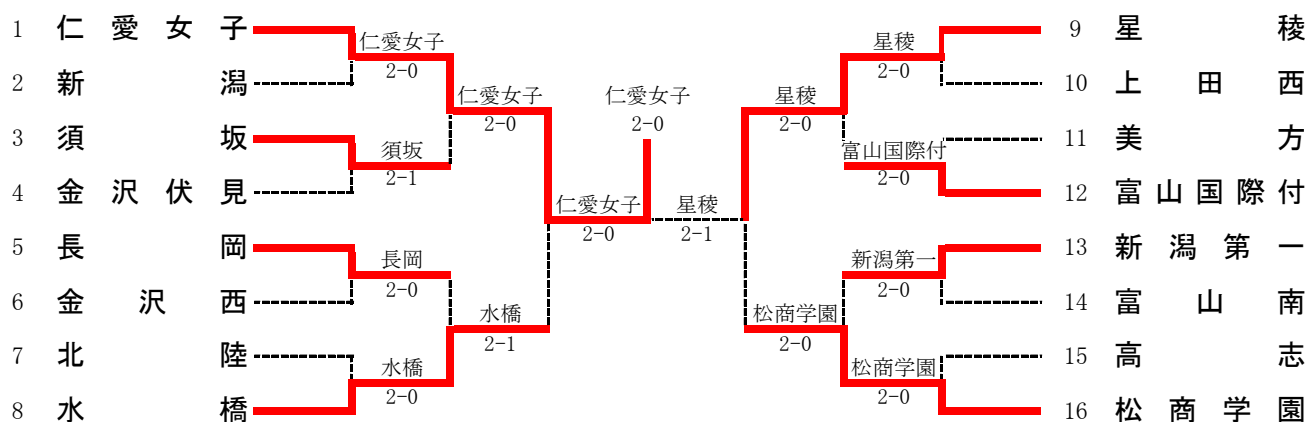 1 仁愛女子
2 新潟
3 須坂
4 金沢伏見
5 長岡
6 金沢西
7 北陸
8 水橋
仁愛女子
2-0
須坂
2-1
長岡
2-0
水橋
2-0
仁愛女子
2-0
水橋
2-1
仁愛女子
2-0
仁愛女子
2-0
星稜
2-1
星稜
2-0
松商学園
2-0
星稜
2-0
富山国際付
2-0
新潟第一
2-0
松商学園
2-0
9 星稜
10 上田西
11 美方
12 富山国際付
13 新潟第一
14 富山南
15 高志
16 松商学園